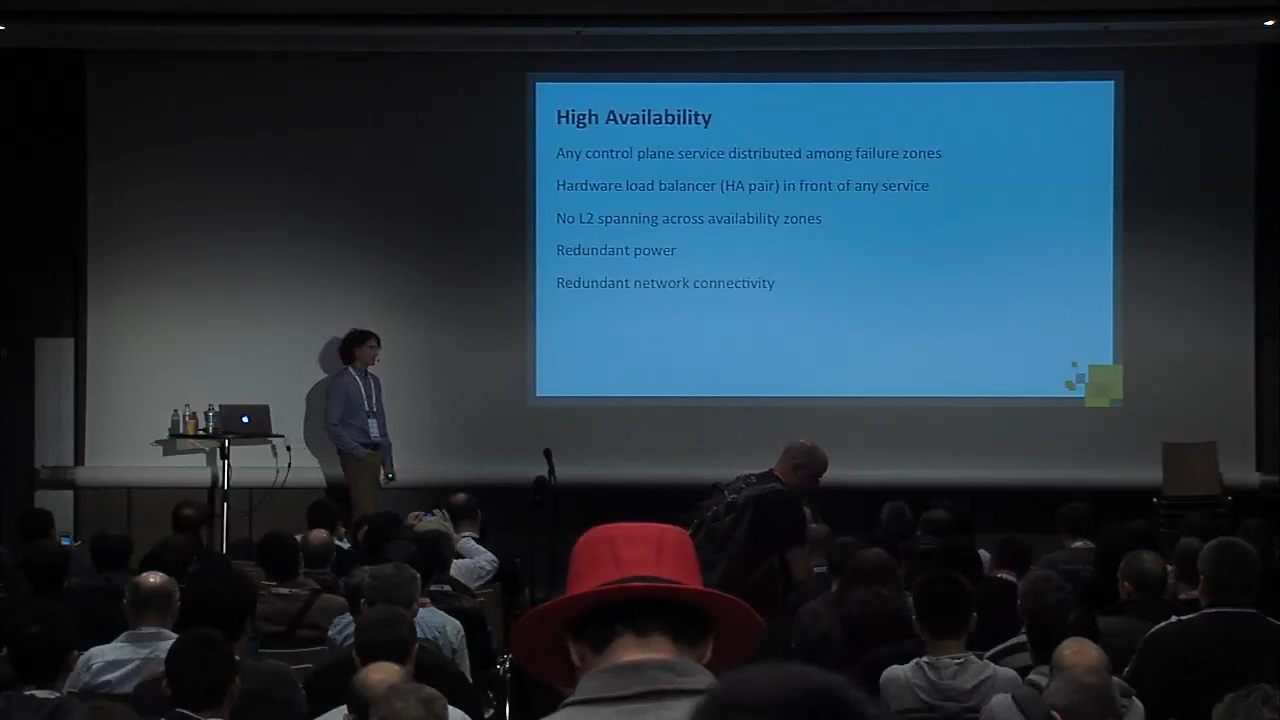 High Availability
Any control plane service distributed among failure zones
Hardware load balancer (HA pair) in front of any service
No L2 spanning across availability zones
Redundant power
Redundant network connectivity